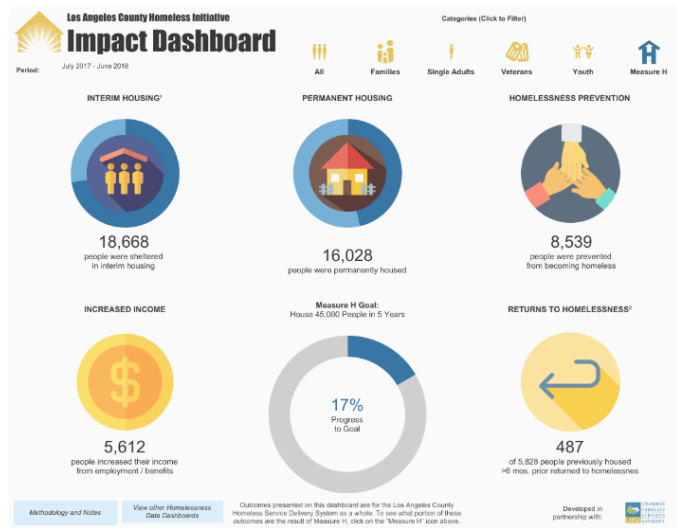 Los Angeles County Homeless Initiative
Impact Dashboard
Period:
July 2017 - June 2018
Categories (Click to Filter)
All
Families
Single Adults
Veterans
Youth
Measure H
INTERIM HOUSING¹
18,668
people were sheltered
in interim housing
PERMANENT HOUSING
16,028
people were permanently housed
HOMELESSNESS PREVENTION
8,539
people were prevented
from becoming homeless
INCREASED INCOME
$
5,612
people increased their income
from employment / benefits
Measure H Goal:
House 45,000 People in 5 Years
17%
Progress
to Goal
RETURNS TO HOMELESSNESS²
487
of 5,828 people previously housed
>6 mos. prior returned to homelessnes
Methodology and Notes
View other Homelessness
Data Dashboards
Outcomes presented on this dashboard are for the Los Angeles County
Homeless Service Delivery System as a whole. To see what portion of these
outcomes are the result of Measure H, click on the "Measure H" icon above.
Developed in
partnership with:
LOS ANGELES
HOMELESS
SERVICES
AUTHORITY